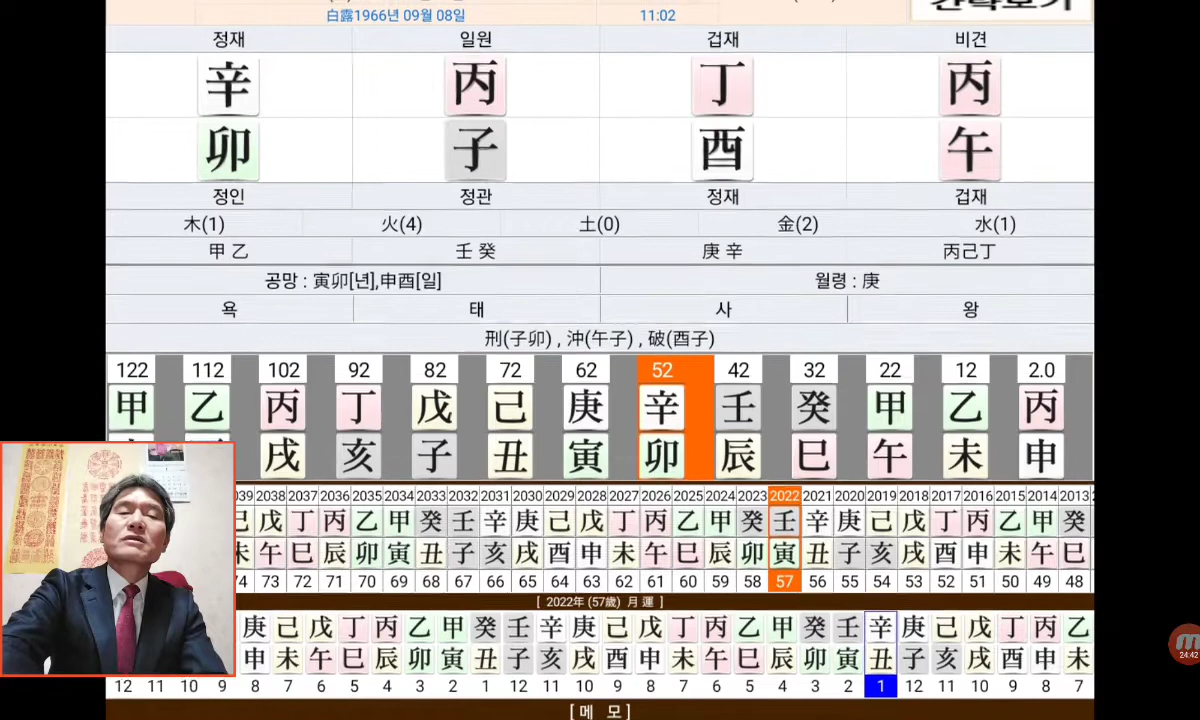 白露1966년 09월 08일 11:02
정재 일원 겁재 비견
辛 丙 丁 丙
卯 子 酉 午
정인 정관 정재 겁재
木(1) 火(4) 土(0) 金(2) 水(1)
甲 乙 壬 癸 庚 辛 丙己丁
공망 : 寅卯[년],申酉[일] 월령 : 庚
욕 태 사 왕
刑(子卯) , 沖(午子) , 破(酉子)
122 112 102 92 82 72 62 52 42 32 22 12 2.0
甲 乙 丙 丁 戊 己 庚 辛 壬 癸 甲 乙 丙
戌 亥 子 丑 寅 卯 辰 巳 午 未 申
2038 2037 2036 2035 2034 2033 2032 2031 2030 2029 2028 2027 2026 2025 2024 2023 2022 2021 2020 2019 2018 2017 2016 2015 2014 2013
戊 丁 丙 乙 甲 癸 壬 辛 庚 己 戊 丁 丙 乙 甲 癸 壬 辛 庚 己 戊 丁 丙 乙 甲 癸
午 巳 辰 卯 寅 丑 子 亥 戌 酉 申 未 午 巳 辰 卯 寅 丑 子 亥 戌 酉 申 未 午 巳
73 72 71 70 69 68 67 66 65 64 63 62 61 60 59 58 57 56 55 54 53 52 51 50 49 48
[ 2022年 (57歲) 月 運 ]
庚 己 戊 丁 丙 乙 甲 癸 壬 辛 庚 己 戊 丁 丙 乙 甲 癸 壬 辛 庚 己 戊 丁 丙 乙
申 未 午 巳 辰 卯 寅 丑 子 亥 戌 酉 申 未 午 巳 辰 卯 寅 丑 子 亥 戌 酉 申 未
12 11 10 9 8 7 6 5 4 3 2 1 12 11 10 9 8 7 6 5 4 3 2 1 12 11 10 9 8 7
[ 메 모 ]
24:42